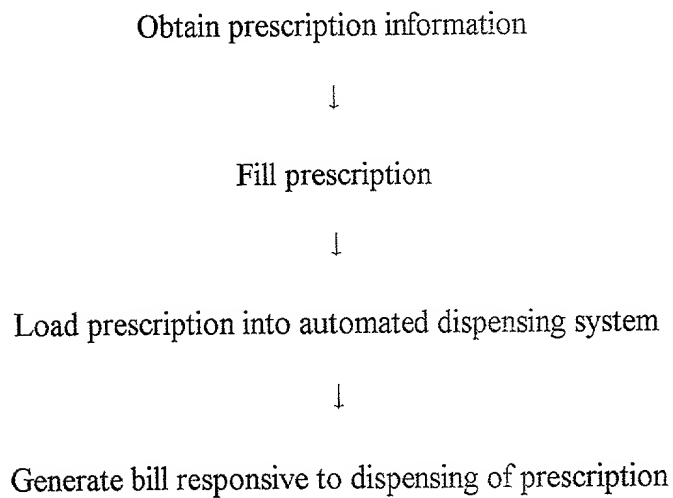 Obtain prescription information
↓
Fill prescription
↓
Load prescription into automated dispensing system
↓
Generate bill responsive to dispensing of prescription